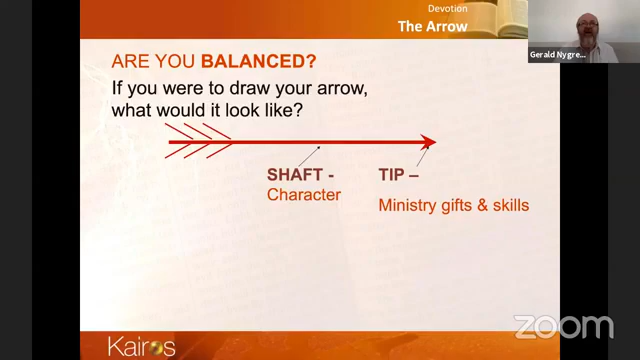 Devotion
The Arrow
Gerald Nygre...
ARE YOU BALANCED?
If you were to draw your arrow,
what would it look like?
SHAFT - 
Character
TIP –
Ministry gifts & skills
Kairos
zoom